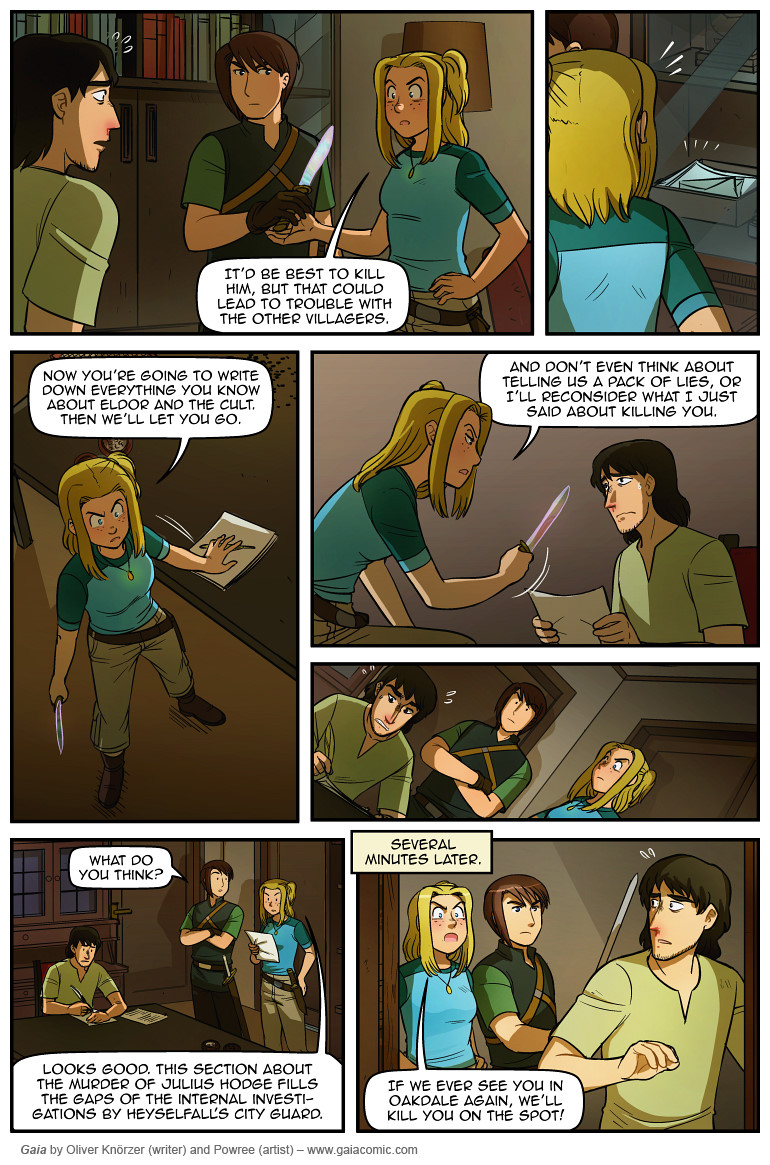 IT'D BE BEST TO KILL
HIM, BUT THAT COULD
LEAD TO TROUBLE WITH
THE OTHER VILLAGERS.
NOW YOU'RE GOING TO WRITE
DOWN EVERYTHING YOU KNOW
ABOUT ELDOR AND THE CULT.
THEN WE'LL LET YOU GO.
AND DON'T EVEN THINK ABOUT
TELLING US A PACK OF LIES, OR
I'LL RECONSIDER WHAT I JUST
SAID ABOUT KILLING YOU.
WHAT DO
YOU THINK?
LOOKS GOOD. THIS SECTION ABOUT
THE MURDER OF JULIUS HODGE FILLS
THE GAPS OF THE INTERNAL INVESTI-
GATIONS BY HEYSELFALL'S CITY GUARD.
SEVERAL
MINUTES LATER.
IF WE EVER SEE YOU IN
OAKDALE AGAIN, WE'LL
KILL YOU ON THE SPOT!
Gaia by Oliver Knörzer (writer) and Powree (artist) – www.gaiacomic.com